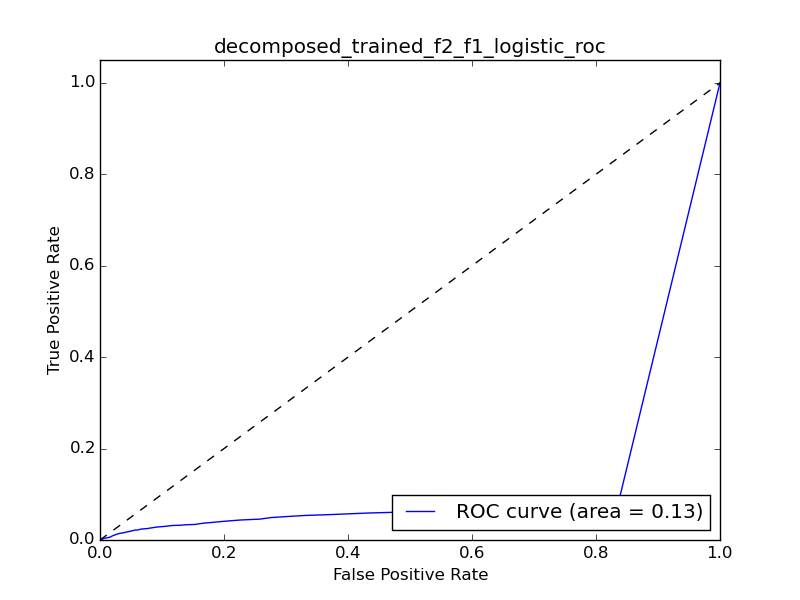 decomposed_trained_f2_f1_logistic_roc
1.0
0.8
0.6
0.4
0.2
0.0
True Positive Rate
ROC curve (area = 0.13)
0.0 0.2 0.4 0.6 0.8 1.0
False Positive Rate